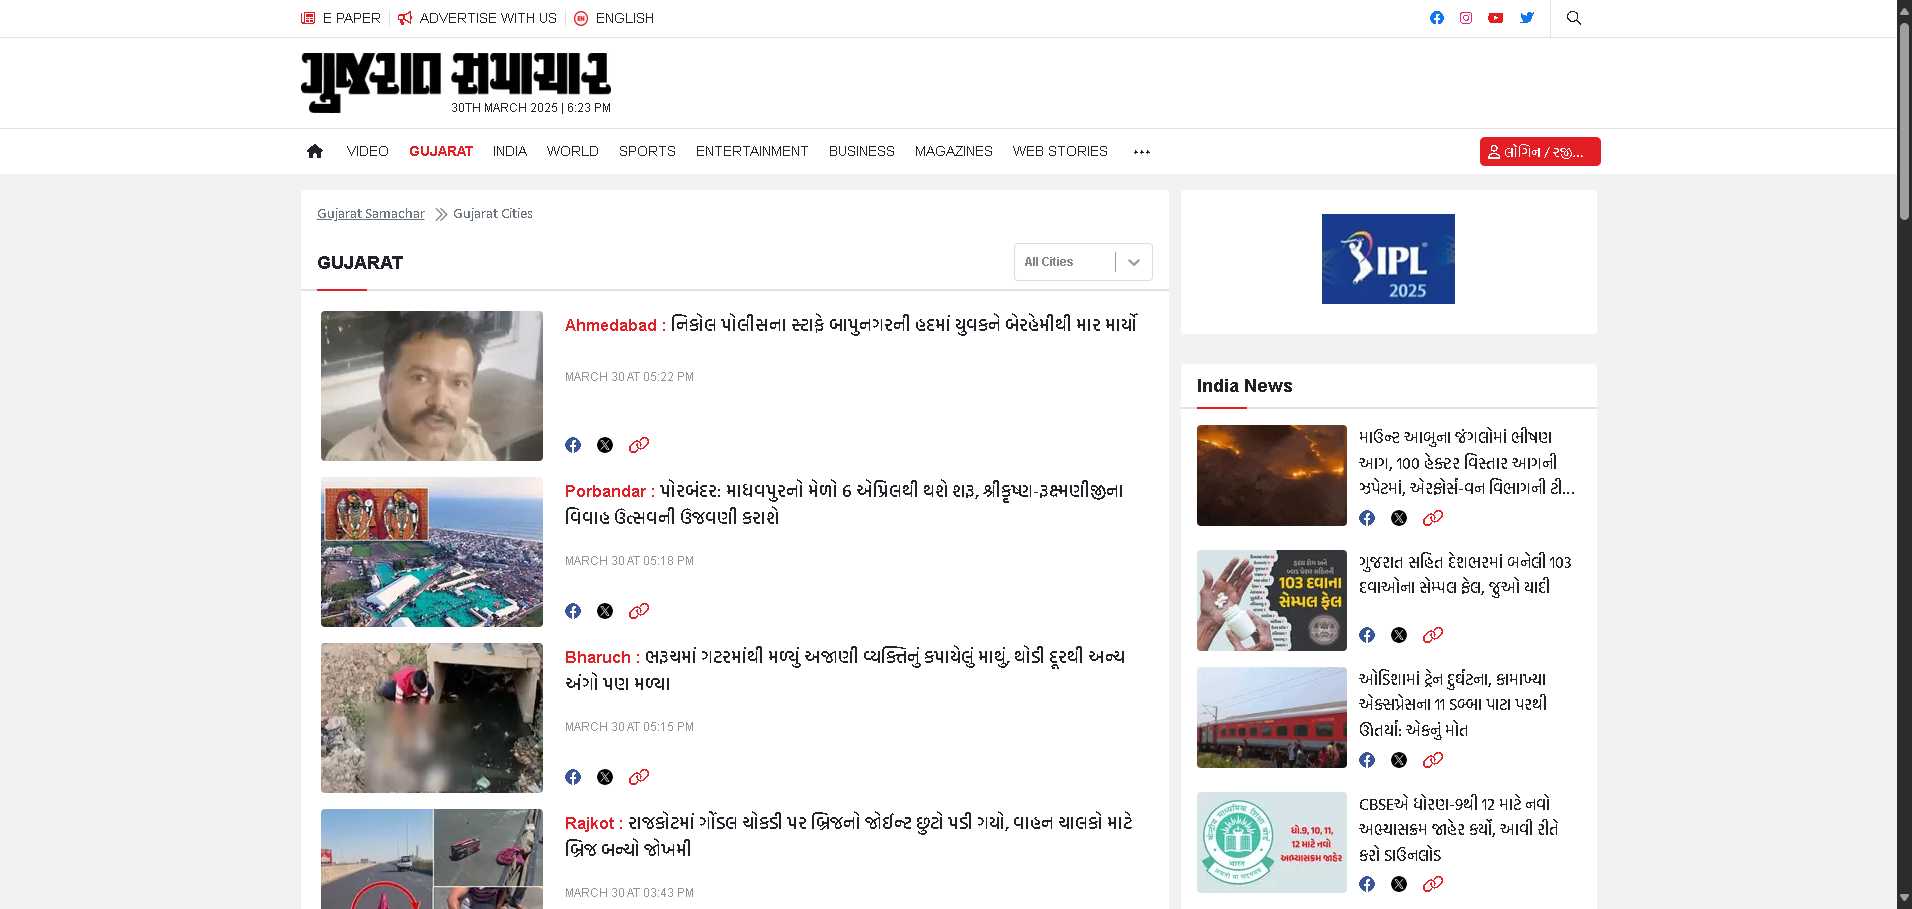 E PAPER ADVERTISE WITH US EN ENGLISH
ગુજરાત સમાચાર
30TH MARCH 2025 | 6:23 PM
VIDEO GUJARAT INDIA WORLD SPORTS ENTERTAINMENT BUSINESS MAGAZINES WEB STORIES
લોગિન / રજી...
Gujarat Samachar Gujarat Cities
GUJARAT
All Cities
Ahmedabad : નિકોલ પોલીસના સ્ટાફે બાપુનગરની હદમાં યુવકને બેરહેમીથી માર માર્યો
MARCH 30 AT 05:22 PM
Porbandar : પોરબંદર: માધવપુરનો મેળો 6 એપ્રિલથી થશે શરૂ, શ્રીકૃષ્ણ-રૂક્ષ્મણીજીના
વિવાહ ઉત્સવની ઉજવણી કરાશે
MARCH 30 AT 05:18 PM
Bharuch : ભરૂચમાં ગટરમાંથી મળ્યું અજાણી વ્યક્તિનું કપાયેલું માથું, થોડી દૂરથી અન્ય
અંગો પણ મળ્યા
MARCH 30 AT 05:15 PM
Rajkot : રાજકોટમાં ગોંડલ ચોકડી પર બ્રિજનો જોઈન્ટ છુટો પડી ગયો, વાહન ચાલકો માટે
બ્રિજ બન્યો જોખમી
MARCH 30 AT 03:43 PM
IPL
2025
India News
માઉન્ટ આબુના જંગલોમાં ભીષણ
આગ, 100 હેક્ટર વિસ્તાર આગની
ઝપેટમાં, એરફોર્સ-વન વિભાગની ટી...
103 દવાના
સેમ્પલ ફેલ
ગુજરાત સહિત દેશભરમાં બનેલી 103
દવાઓના સેમ્પલ ફેલ, જુઓ યાદી
ઓડિશામાં ટ્રેન દુર્ઘટના, કામાખ્યા
એક્સપ્રેસના 11 ડબ્બા પાટા પરથી
ઊતર્યા: એકનું મોત
ધો.9, 10, 11,
12 માટે નવો
અભ્યાસક્રમ જાહેર
CBSEએ ધોરણ-9થી 12 માટે નવો
અભ્યાસક્રમ જાહેર કર્યો, આવી રીતે
કરો ડાઉનલોડ